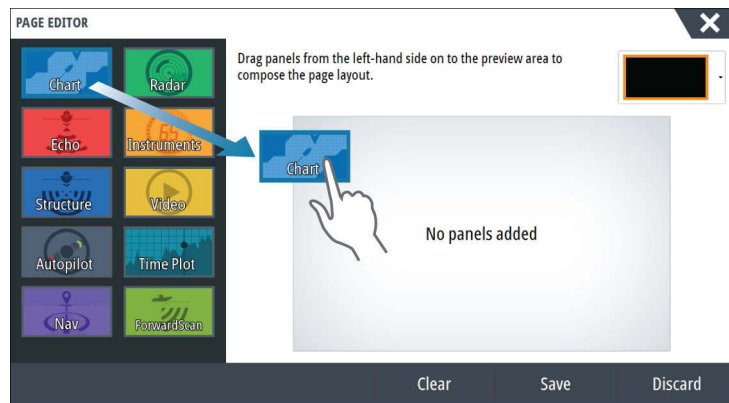 PAGE EDITOR
Drag panels from the left-hand side on to the preview area to
compose the page layout.
Chart
Radar
Echo
Instruments
Structure
Video
Autopilot
Time Plot
Nav
ForwardScan
Chart
No panels added
Clear
Save
Discard